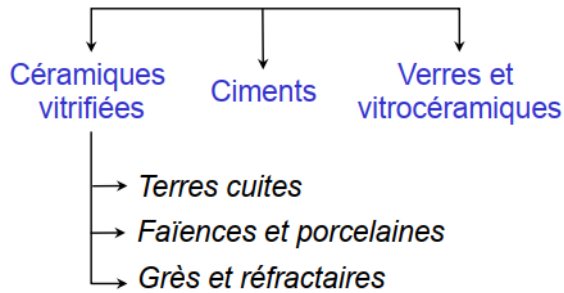 Céramiques
vitrifiées
Ciments
Verres et
vitrocéramiques
Terres cuites
Faïences et porcelaines
Grès et réfractaires